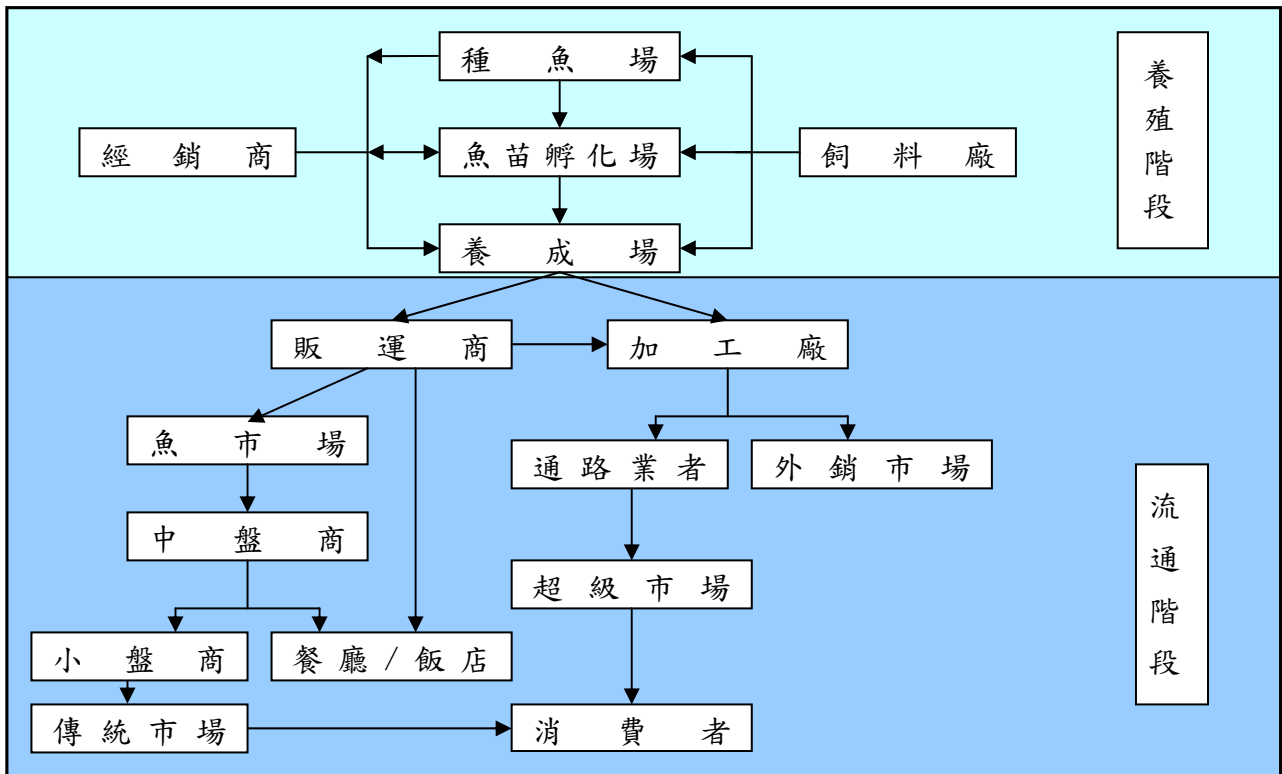 種魚場
養殖階段
經銷商
魚苗孵化場
飼料廠
養成場
販運商
加工廠
魚市場
通路業者
外銷市場
流通階段
中盤商
超級市場
小盤商
餐廳/飯店
傳統市場
消費者